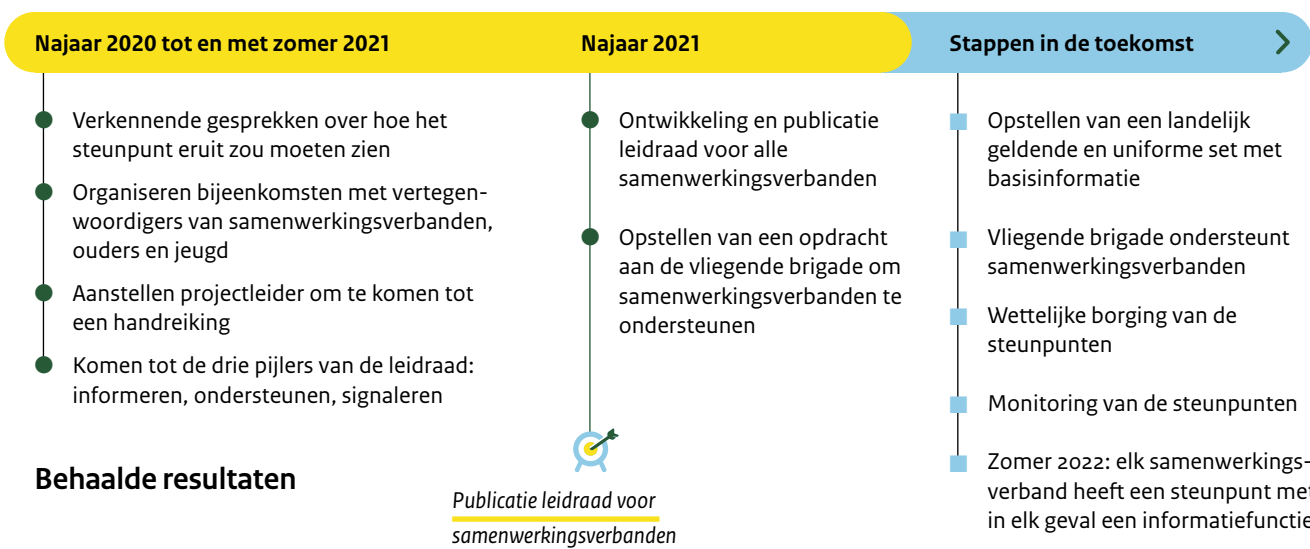 Najaar 2020 tot en met zomer 2021
Verkennende gesprekken over hoe het
steunpunt eruit zou moeten zien
Organiseren bijeenkomsten met vertegen-
woordigers van samenwerkingsverbanden,
ouders en jeugd
Aanstellen projectleider om te komen tot
een handreiking
Komen tot de drie pijlers van de leidraad:
informeren, ondersteunen, signaleren
Behaalde resultaten
Najaar 2021
Ontwikkeling en publicatie
leidraad voor alle
samenwerkingsverbanden
Opstellen van een opdracht
aan de vliegende brigade om
samenwerkingsverbanden te
ondersteunen
Publicatie leidraad voor
samenwerkingsverbanden
Stappen in de toekomst
Opstellen van een landelijk
geldende en uniforme set met
basisinformatie
Vliegende brigade ondersteunt
samenwerkingsverbanden
Wettelijke borging van de
steunpunten
Monitoring van de steunpunten
Zomer 2022: elk samenwerkings-
verband heeft een steunpunt met
in elk geval een informatiefunctie